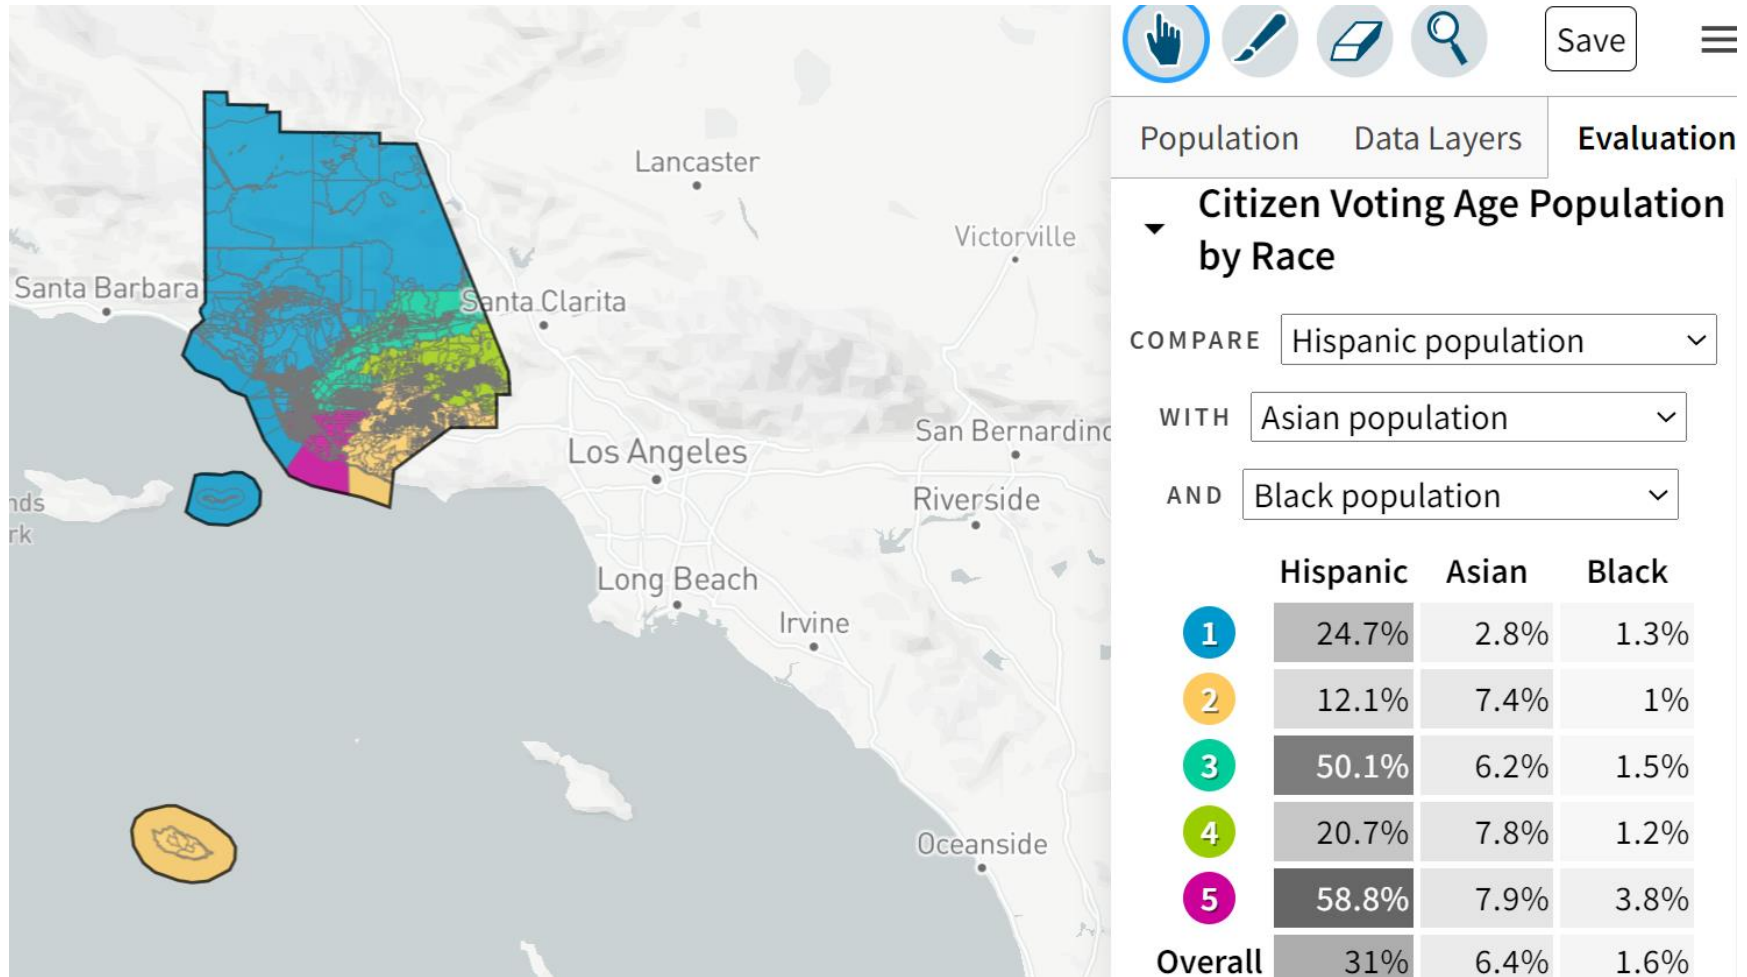 Save
Population Data Layers Evaluation
Citizen Voting Age Population
by Race
COMPARE Hispanic population
WITH Asian population
AND Black population
Hispanic Asian Black
1 24.7% 2.8% 1.3%
2 12.1% 7.4% 1%
3 50.1% 6.2% 1.5%
4 20.7% 7.8% 1.2%
5 58.8% 7.9% 3.8%
Overall 31% 6.4% 1.6%
Lancaster
Victorville
Santa Barbara
Santa Clarita
San Bernardino
Los Angeles
Riverside
nds
rk
Long Beach
Irvine
Oceanside